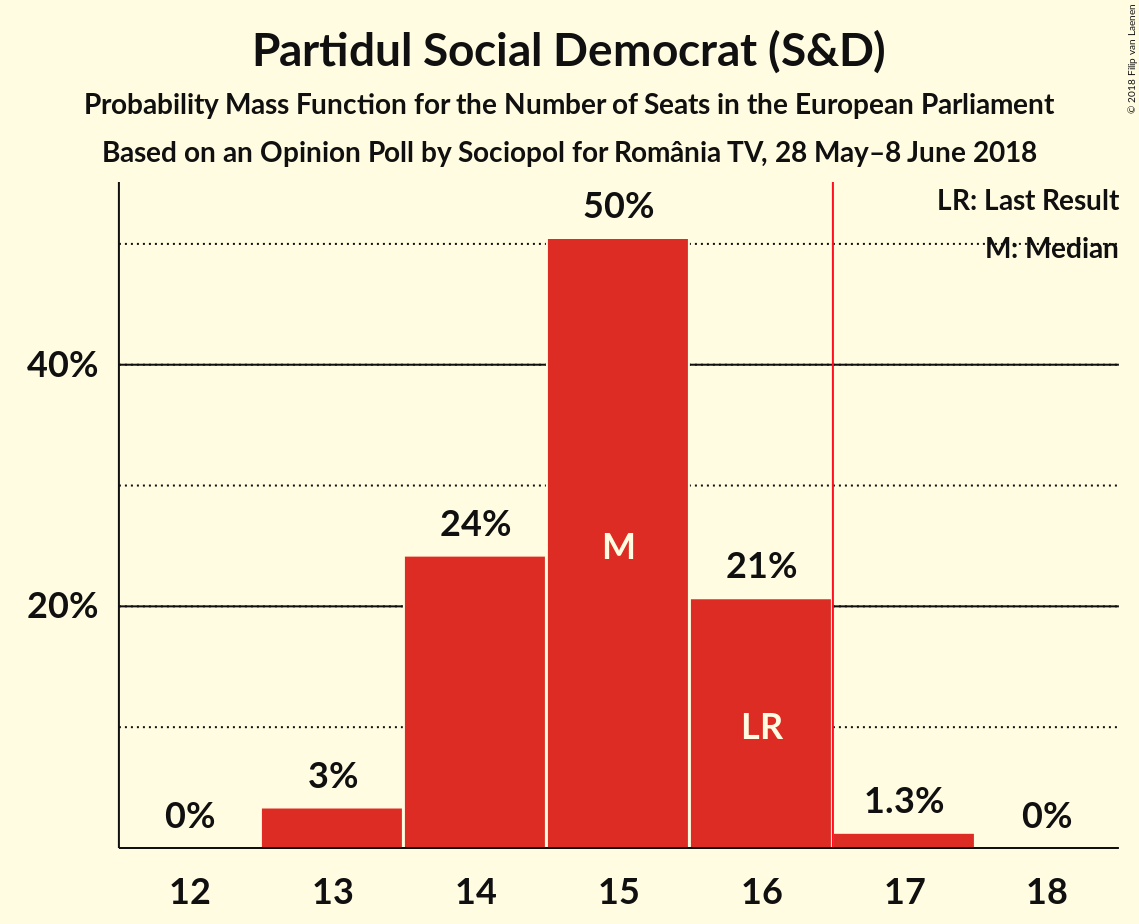 Partidul Social Democrat (S&D)
Probability Mass Function for the Number of Seats in the European Parliament
Based on an Opinion Poll by Sociopol for România TV, 28 May–8 June 2018
© 2018 Filip van Laenen
LR: Last Result
M: Median
50%
40%
24%
M
21%
20%
LR
3%
1.3%
0%
0%
12 13 14 15 16 17 18